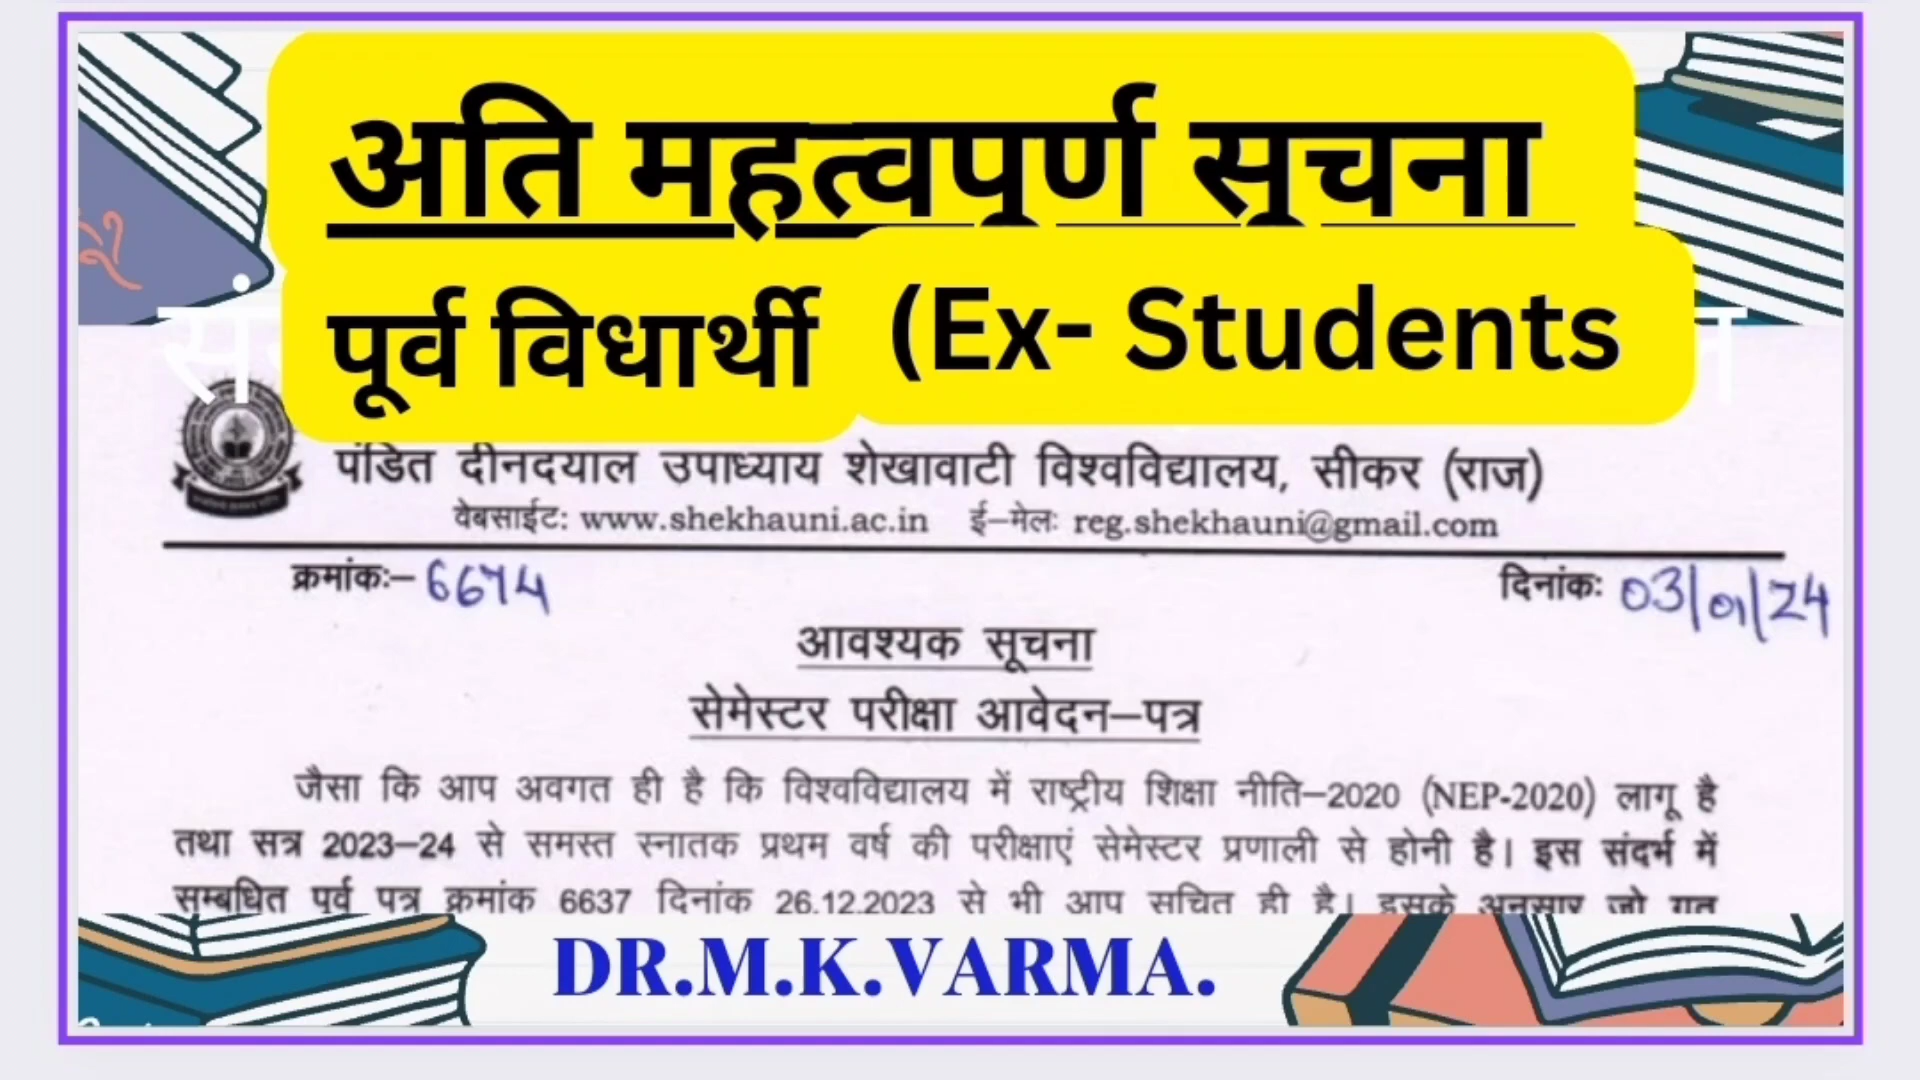 अति महत्वपूर्ण सूचना
पूर्व विधार्थी (Ex- Students
पंडित दीनदयाल उपाध्याय शेखावाटी विश्वविद्यालय, सीकर (राज)
वेबसाईट: www.shekhauni.ac.in ई–मेलः reg.shekhauni@gmail.com
क्रमांकः– 6674 दिनांकः 03/01/24
आवश्यक सूचना
सेमेस्टर परीक्षा आवेदन–पत्र
जैसा कि आप अवगत ही है कि विश्वविद्यालय में राष्ट्रीय शिक्षा नीति–2020 (NEP-2020) लागू है
तथा सत्र 2023–24 से समस्त स्नातक प्रथम वर्ष की परीक्षाएं सेमेस्टर प्रणाली से होनी है। इस संदर्भ में
सम्बधित पूर्व पत्र क्रमांक 6637 दिनांक 26.12.2023 से भी आप सूचित ही है। इसके अनुसार जो गत
DR.M.K.VARMA.